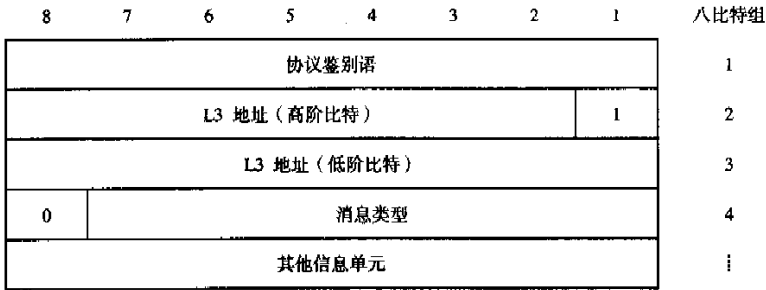 8 7 6 5 4 3 2 1 八比特组
协议鉴别语 1
L3 地址（高阶比特） 1 2
L3 地址（低阶比特） 3
0 消息类型 4
其他信息单元 ⋮